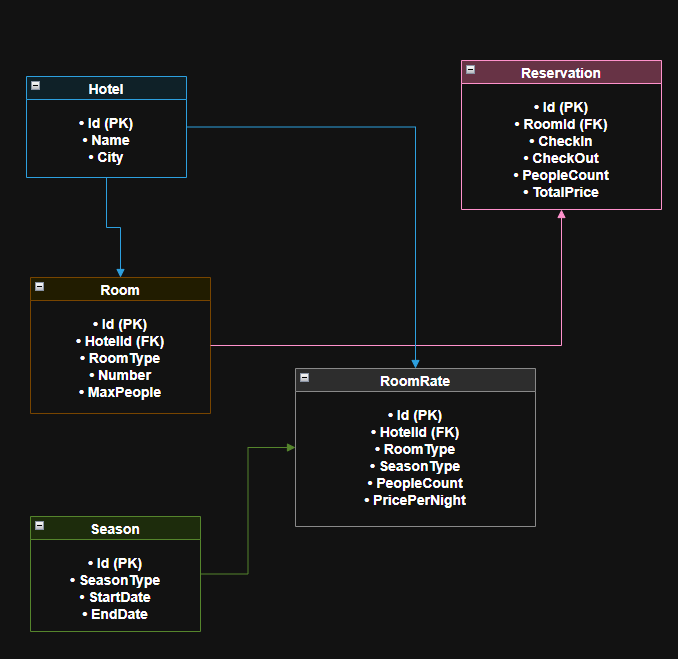 Hotel
• Id (PK)
• Name
• City
Reservation
• Id (PK)
• RoomId (FK)
• CheckIn
• CheckOut
• PeopleCount
• TotalPrice
Room
• Id (PK)
• HotelId (FK)
• RoomType
• Number
• MaxPeople
RoomRate
• Id (PK)
• HotelId (FK)
• RoomType
• SeasonType
• PeopleCount
• PricePerNight
Season
• Id (PK)
• SeasonType
• StartDate
• EndDate